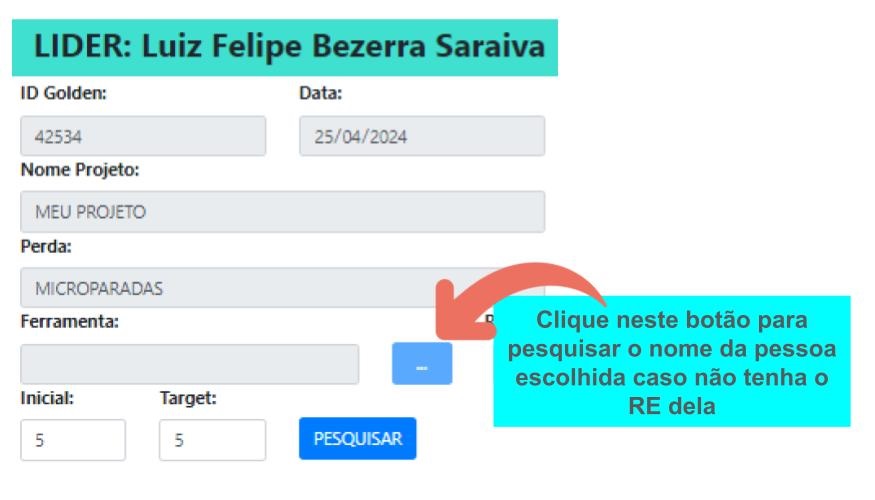 LIDER: Luiz Felipe Bezerra Saraiva
ID Golden: Data:
42534 25/04/2024
Nome Projeto:
MEU PROJETO
Perda:
MICROPARADAS
Ferramenta:
...
Clique neste botão para
pesquisar o nome da pessoa
escolhida caso não tenha o
RE dela
Inicial: Target:
5 5 PESQUISAR